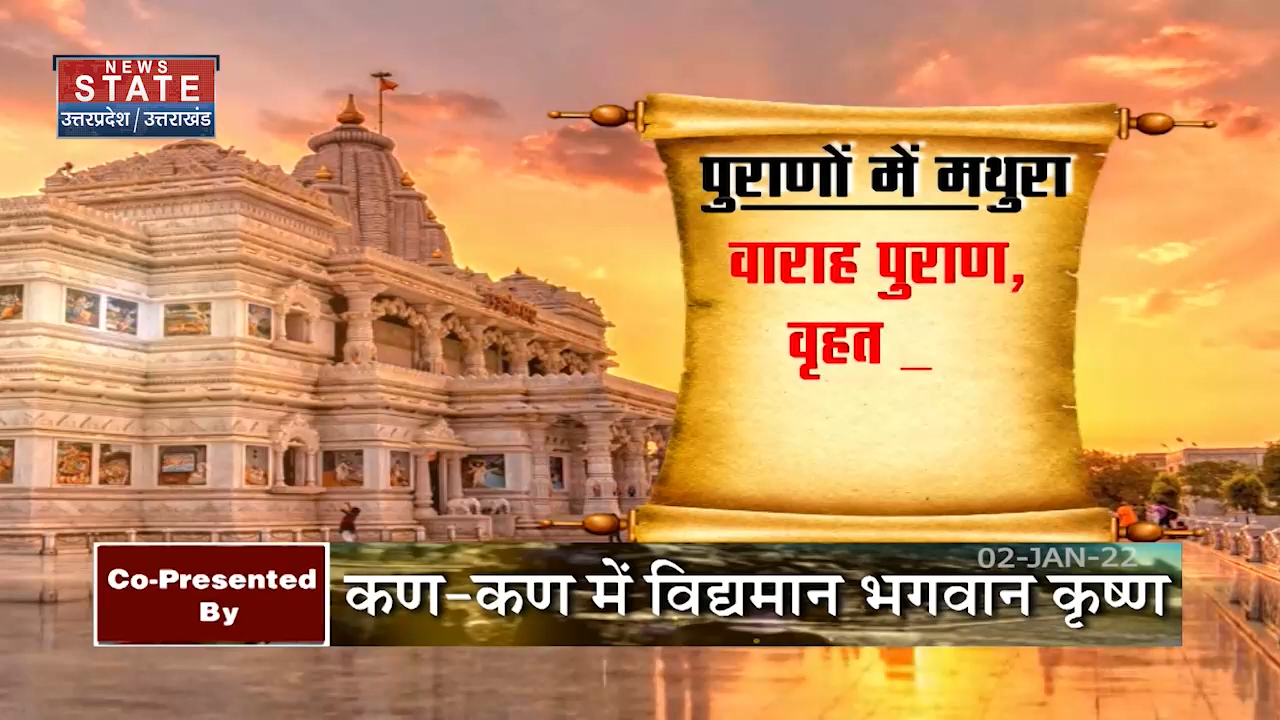 NEWS
STATE
उत्तरप्रदेश/उत्तराखंड
पुराणों में मथुरा
वाराह पुराण,
वृहत _
02-JAN-22
Co-Presented
By
कण-कण में विद्यमान भगवान कृष्ण